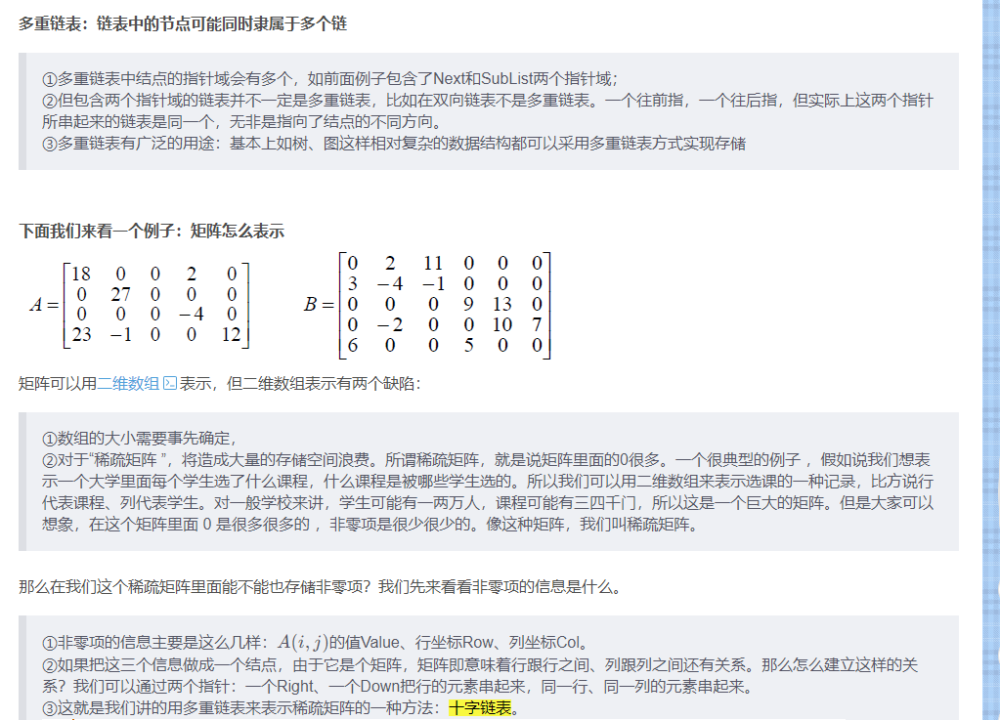 多重链表：链表中的节点可能同时隶属于多个链
①多重链表中结点的指针域会有多个，如前面例子包含了Next和SubList两个指针域；
②但包含两个指针域的链表并不一定是多重链表，比如在双向链表不是多重链表。一个往前指，一个往后指，但实际上这两个指针
所串起来的链表是同一个，无非是指向了结点的不同方向。
③多重链表有广泛的用途：基本上如树、图这样相对复杂的数据结构都可以采用多重链表方式实现存储
下面我们来看一个例子：矩阵怎么表示
A =
18 0 0 2 0
0 27 0 0 0
0 0 0 −4 0
23 −1 0 0 12
B =
0 2 11 0 0 0
3 −4 −1 0 0 0
0 0 0 9 13 0
0 −2 0 0 10 7
6 0 0 5 0 0
矩阵可以用二维数组表示，但二维数组表示有两个缺陷：
①数组的大小需要事先确定，
②对于“稀疏矩阵 ”，将造成大量的存储空间浪费。所谓稀疏矩阵，就是说矩阵里面的0很多。一个很典型的例子 ，假如说我们想表
示一个大学里面每个学生选了什么课程，什么课程是被哪些学生选的。所以我们可以用二维数组来表示选课的一种记录，比方说行
代表课程、列代表学生。对一般学校来讲，学生可能有一两万人，课程可能有三四千门，所以这是一个巨大的矩阵。但是大家可以
想象，在这个矩阵里面 0 是很多很多的 ，非零项是很少很少的。像这种矩阵，我们叫稀疏矩阵。
那么在我们这个稀疏矩阵里面能不能也存储非零项？我们先来看看非零项的信息是什么。
①非零项的信息主要是这么几样：A(i, j)的值Value、行坐标Row、列坐标Col。
②如果把这三个信息做成一个结点，由于它是个矩阵，矩阵即意味着行跟行之间、列跟列之间还有关系。那么怎么建立这样的关
系？我们可以通过两个指针：一个Right、一个Down把行的元素串起来，同一行、同一列的元素串起来。
③这就是我们讲的用多重链表来表示稀疏矩阵的一种方法：十字链表。